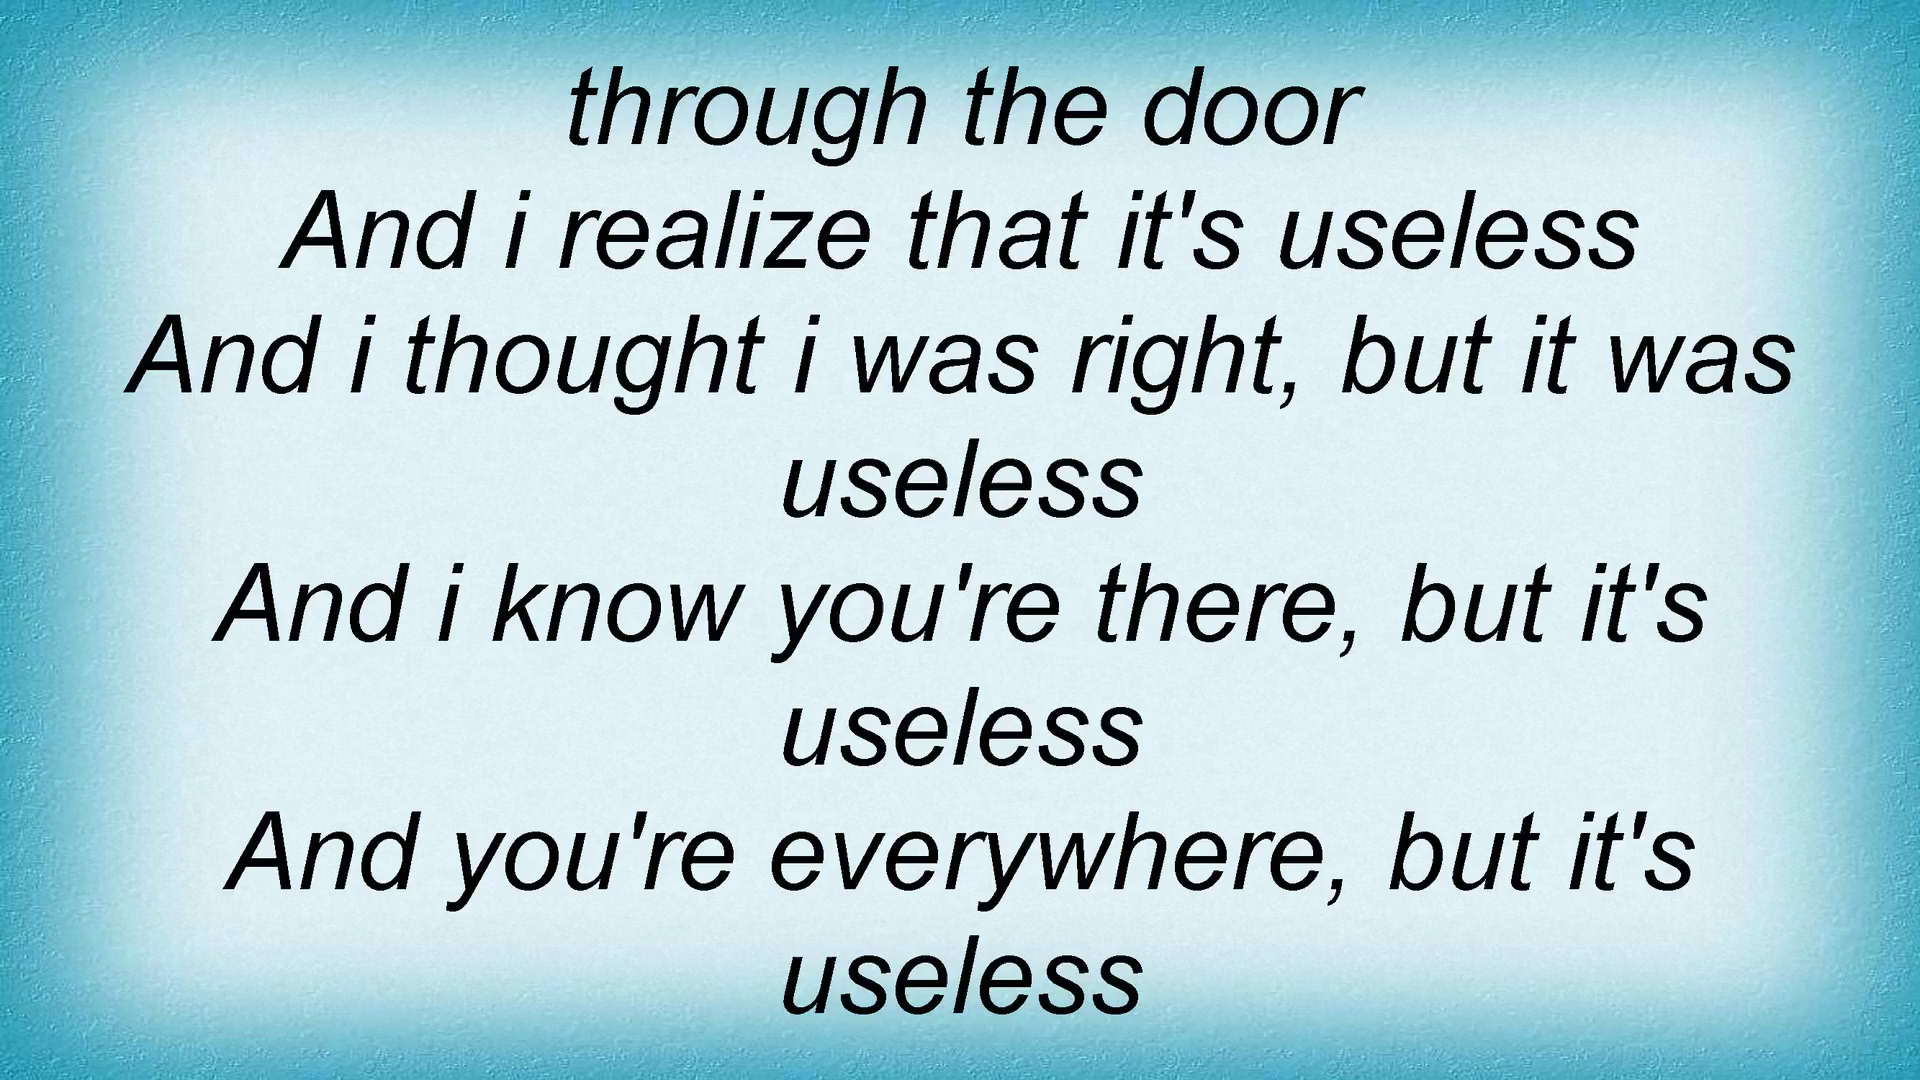 through the door
And i realize that it's useless
And i thought i was right, but it was
useless
And i know you're there, but it's
useless
And you're everywhere, but it's
useless